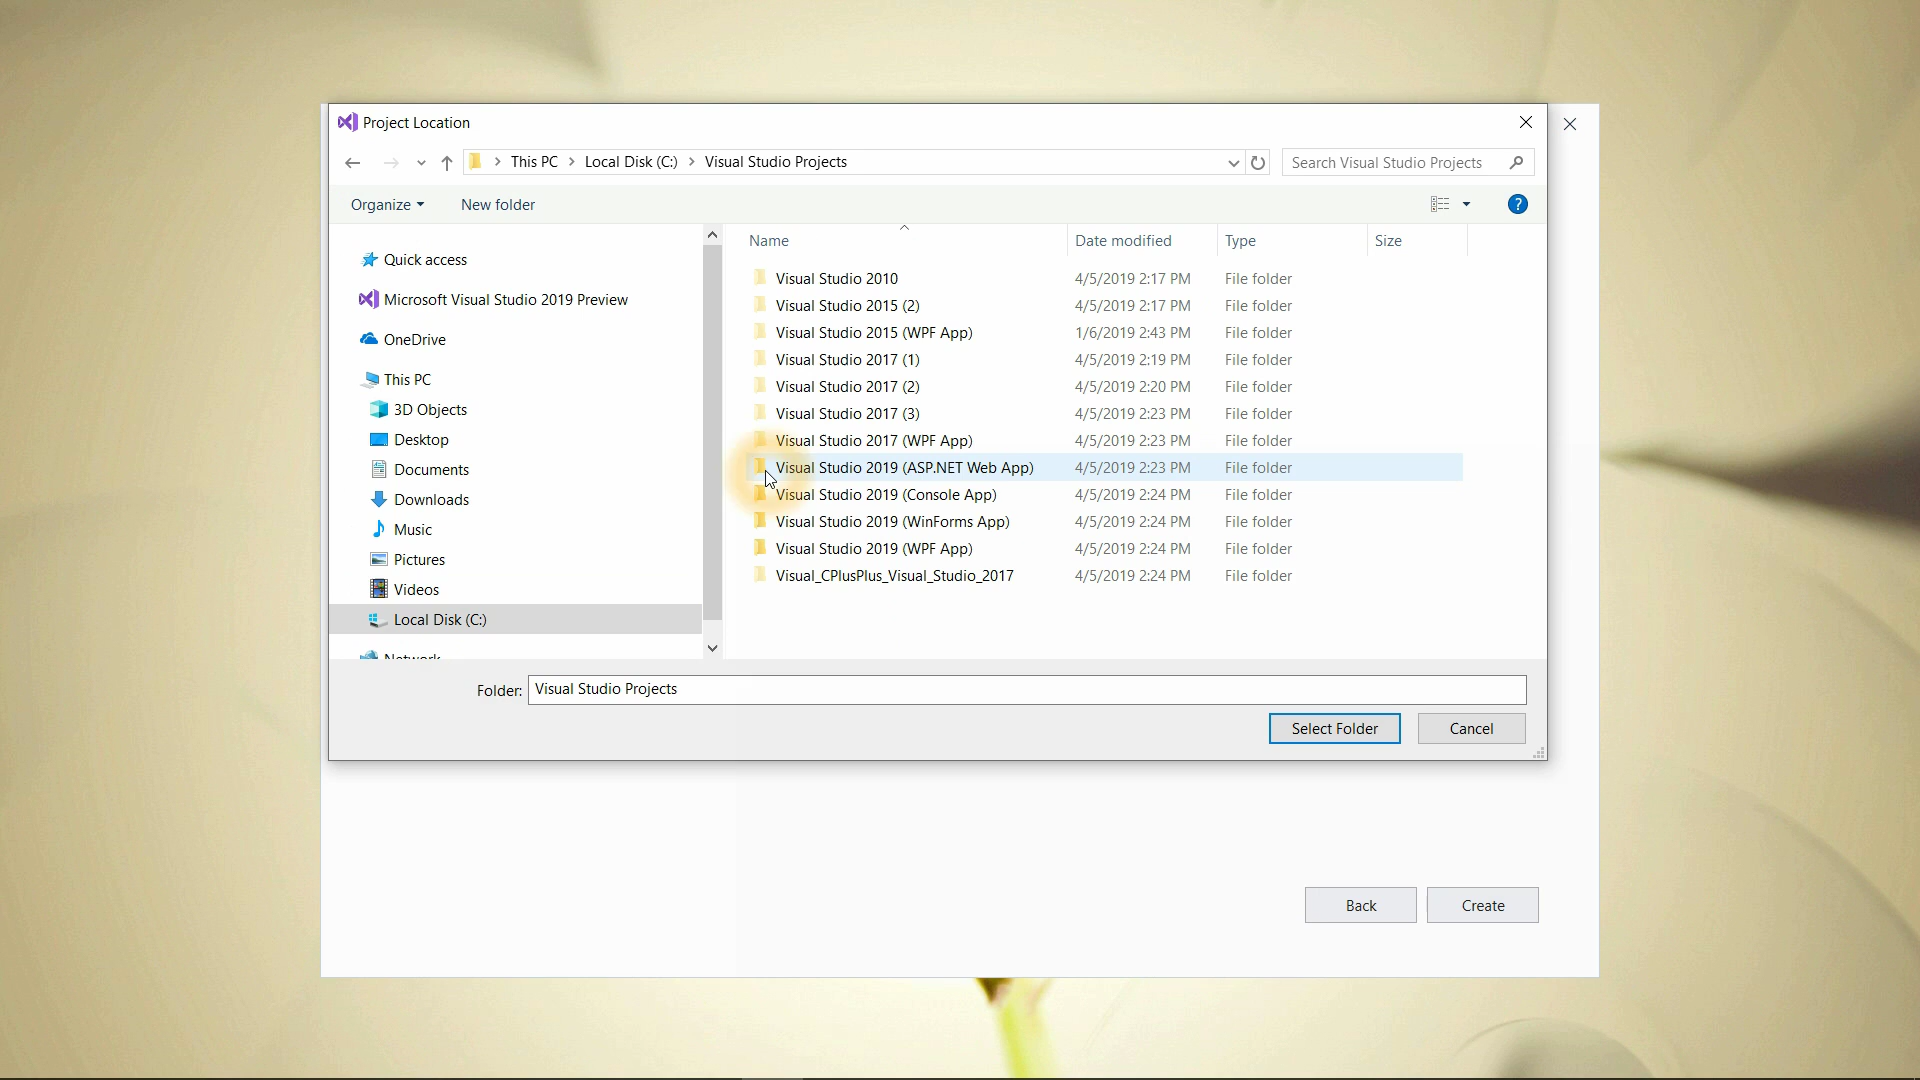 Project Location
This PC
Local Disk (C:)
Visual Studio Projects
Search Visual Studio Projects
Organize
New folder
?
Quick access
Microsoft Visual Studio 2019 Preview
OneDrive
This PC
3D Objects
Desktop
Documents
Downloads
Music
Pictures
Videos
Local Disk (C:)
Network
Name Date modified Type Size
Visual Studio 2010 4/5/2019 2:17 PM File folder
Visual Studio 2015 (2) 4/5/2019 2:17 PM File folder
Visual Studio 2015 (WPF App) 1/6/2019 2:43 PM File folder
Visual Studio 2017 (1) 4/5/2019 2:19 PM File folder
Visual Studio 2017 (2) 4/5/2019 2:20 PM File folder
Visual Studio 2017 (3) 4/5/2019 2:23 PM File folder
Visual Studio 2017 (WPF App) 4/5/2019 2:23 PM File folder
Visual Studio 2019 (ASP.NET Web App) 4/5/2019 2:23 PM File folder
Visual Studio 2019 (Console App) 4/5/2019 2:24 PM File folder
Visual Studio 2019 (WinForms App) 4/5/2019 2:24 PM File folder
Visual Studio 2019 (WPF App) 4/5/2019 2:24 PM File folder
Visual_CPlusPlus_Visual_Studio_2017 4/5/2019 2:24 PM File folder
Folder: Visual Studio Projects
Select Folder
Cancel
Back
Create